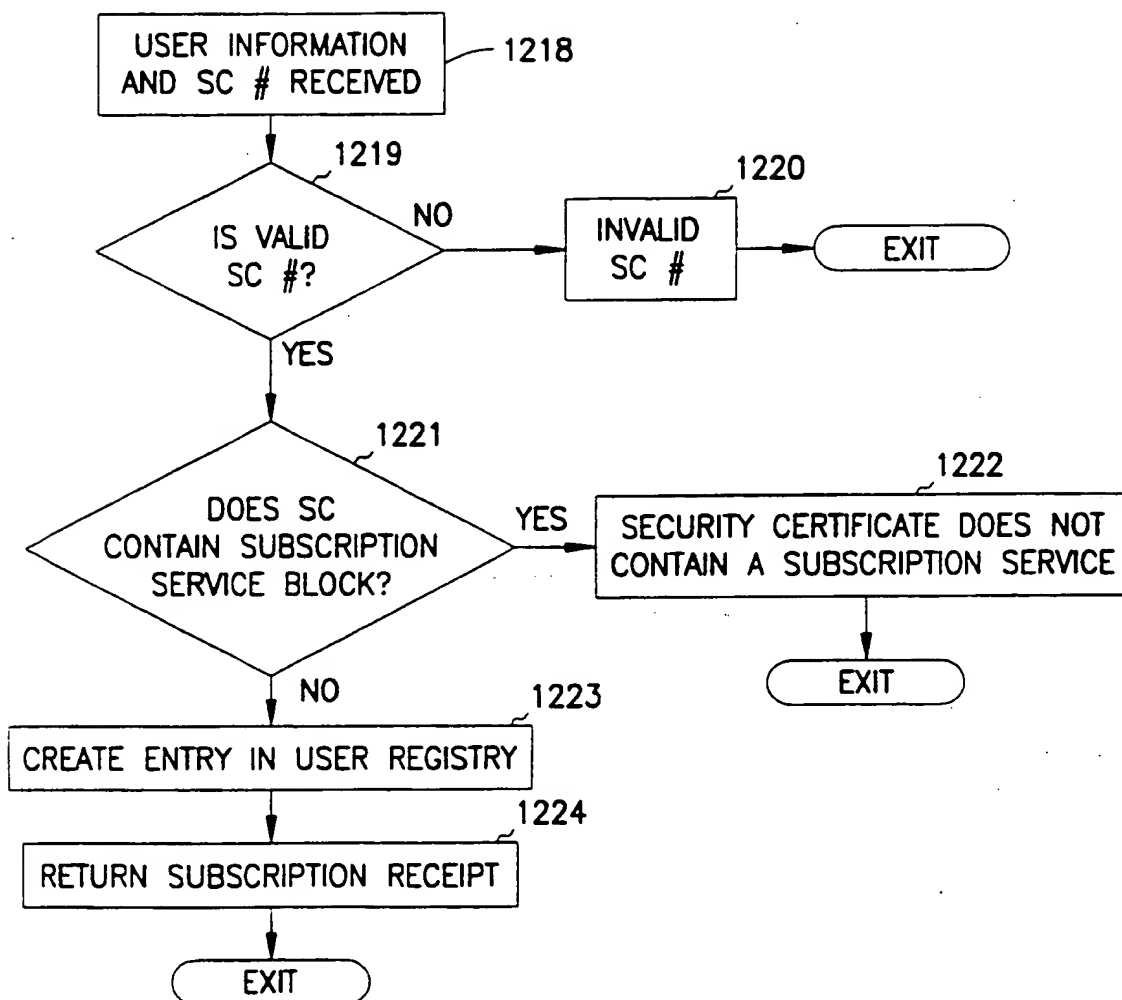 USER INFORMATION
AND SC # RECEIVED
1218
1219
IS VALID
SC #?
NO
1220
INVALID
SC #
EXIT
YES
1221
DOES SC
CONTAIN SUBSCRIPTION
SERVICE BLOCK?
YES
1222
SECURITY CERTIFICATE DOES NOT
CONTAIN A SUBSCRIPTION SERVICE
EXIT
NO
1223
CREATE ENTRY IN USER REGISTRY
1224
RETURN SUBSCRIPTION RECEIPT
EXIT